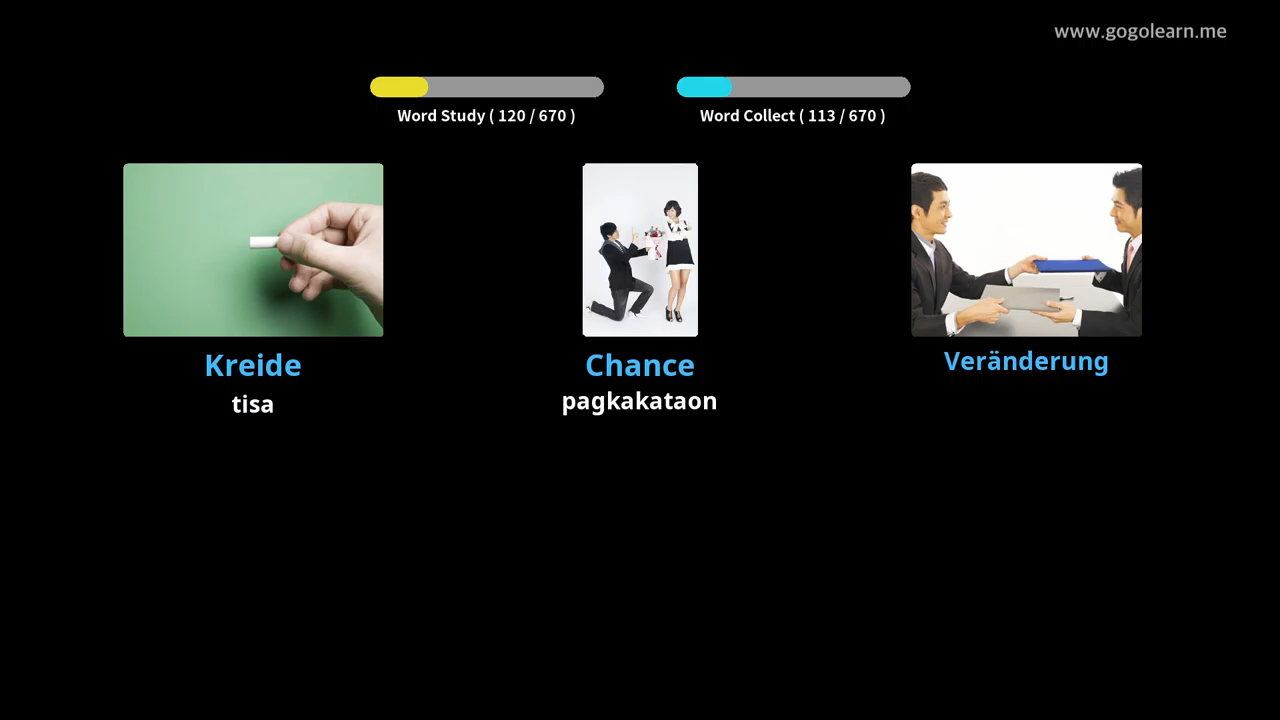 www.gogolearn.me
Word Study ( 120 / 670 )
Word Collect ( 113 / 670 )
Kreide
tisa
Chance
pagkakataon
Veränderung